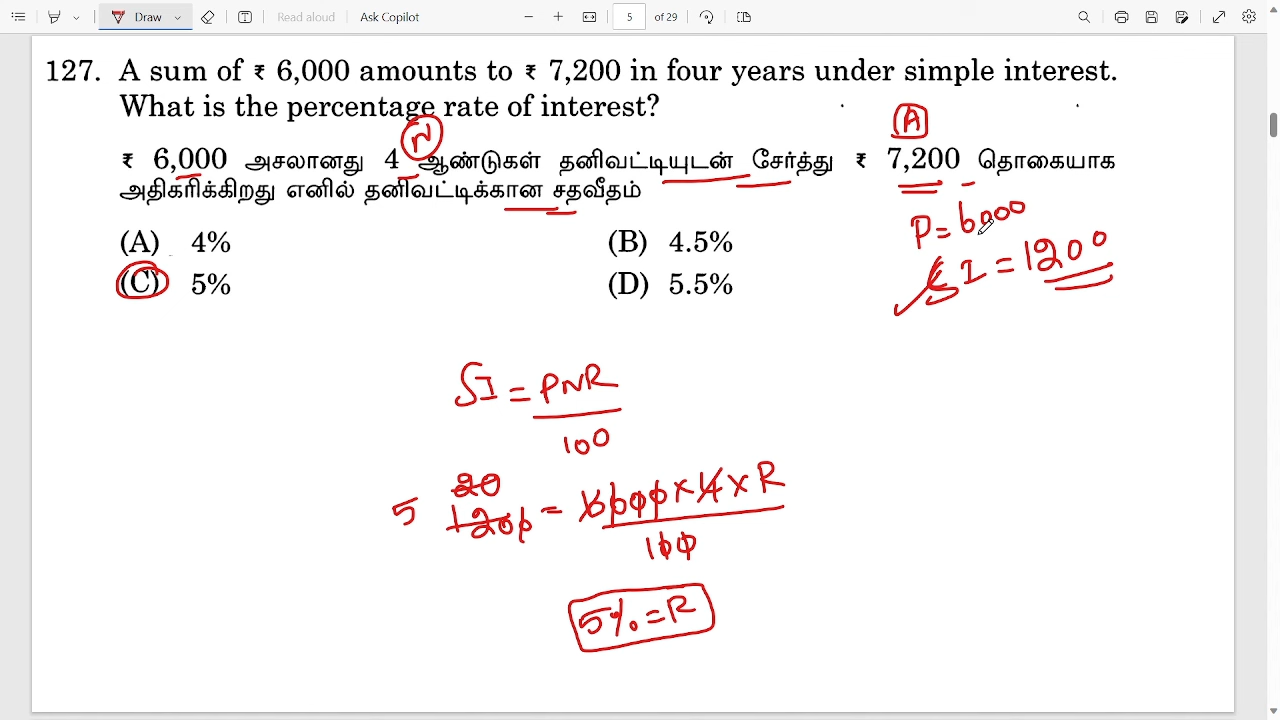 Draw
Read aloud
Ask Copilot
5
of 29
127. A sum of ₹ 6,000 amounts to ₹ 7,200 in four years under simple interest.
What is the percentage rate of interest?
N
A
₹ 6,000 அசலானது 4 ஆண்டுகள் தனிவட்டியுடன் சேர்த்து ₹ 7,200 தொகையாக
அதிகரிக்கிறது எனில் தனிவட்டிக்கான சதவீதம்
P = 6000
(A) 4%
(B) 4.5%
I = 1200
(C) 5%
(D) 5.5%
SI = PNR
100
20
5 1200 = 6000 × 4 × R
100
5% = R